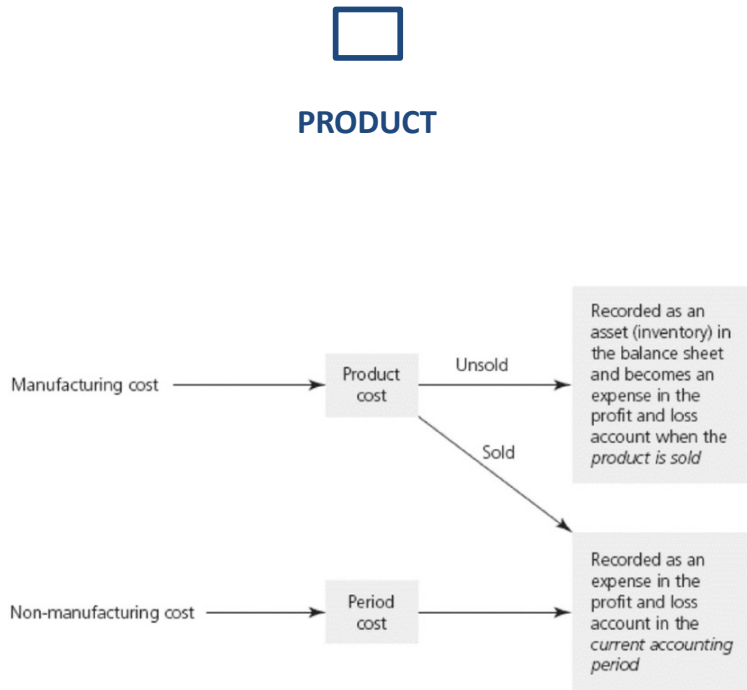 PRODUCT
Recorded as an
asset (inventory) in
the balance sheet
and becomes an
expense in the
profit and loss
account when the
product is sold
Manufacturing cost
Product
cost
Unsold
Sold
Non-manufacturing cost
Period
cost
Recorded as an
expense in the
profit and loss
account in the
current accounting
period